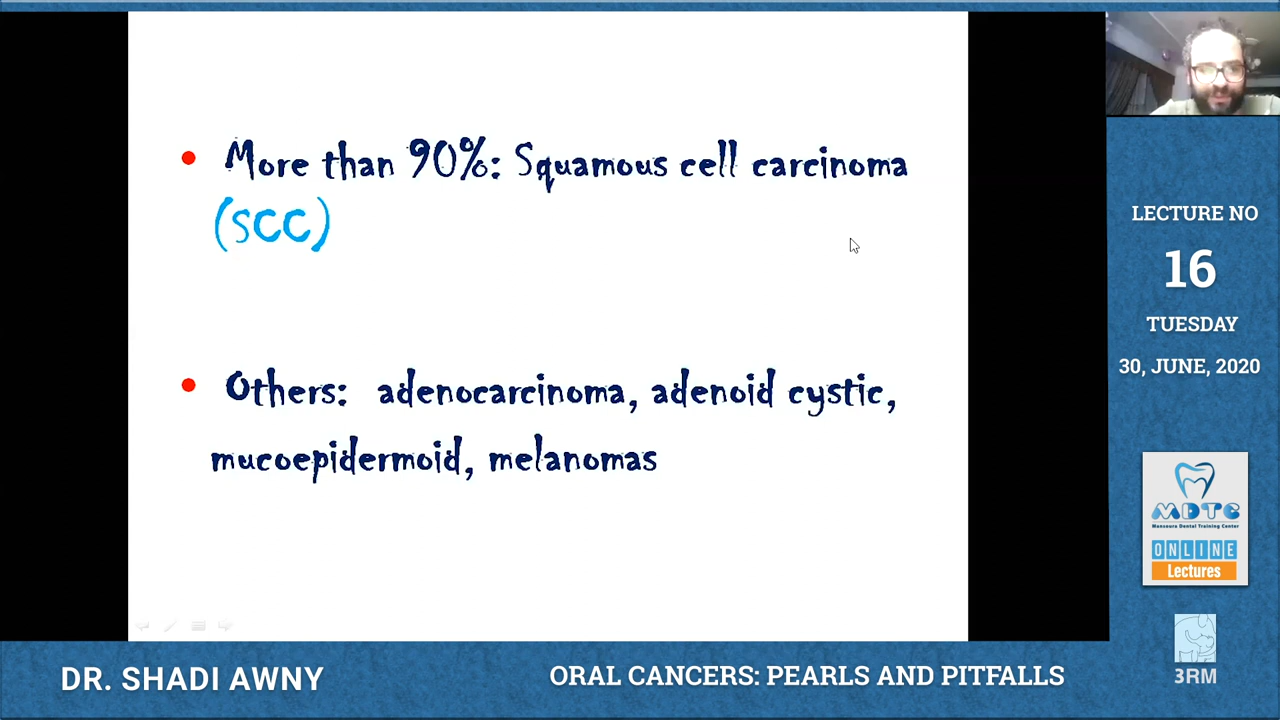 • More than 90%: Squamous cell carcinoma
(SCC)
• Others: adenocarcinoma, adenoid cystic,
mucoepidermoid, melanomas
LECTURE NO
16
TUESDAY
30, JUNE, 2020
MDTC
Mansoura Dental Training Center
ONLINE
Lectures
3RM
DR. SHADI AWNY
ORAL CANCERS: PEARLS AND PITFALLS